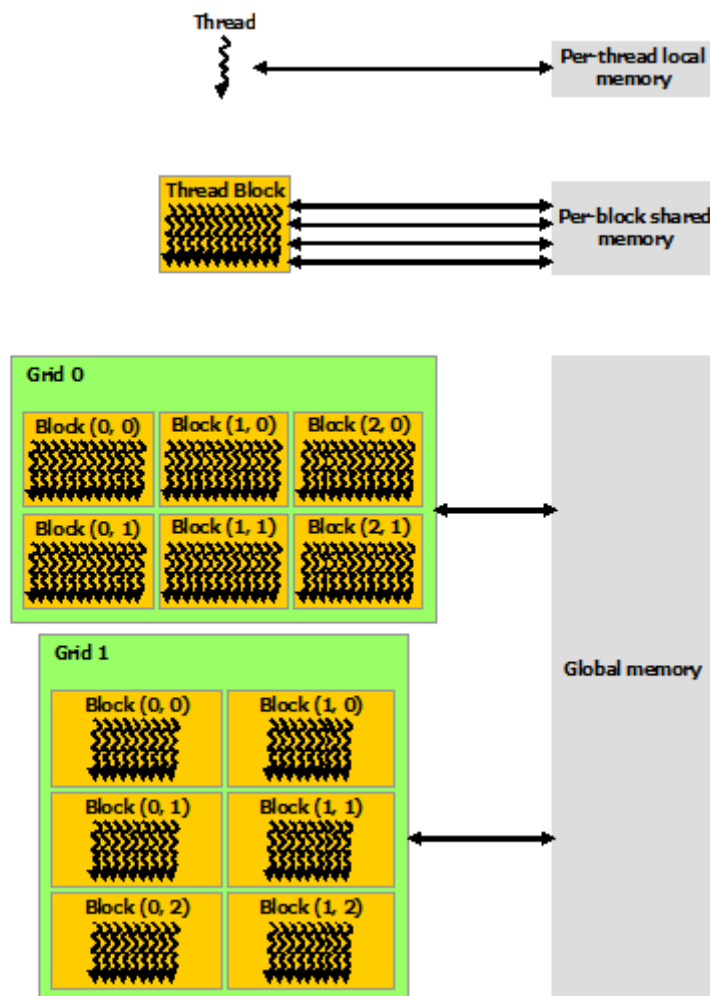 Thread
Per-thread local
memory
Thread Block
Per-block shared
memory
Grid 0
Block (0, 0)
Block (1, 0)
Block (2, 0)
Block (0, 1)
Block (1, 1)
Block (2, 1)
Grid 1
Block (0, 0)
Block (1, 0)
Block (0, 1)
Block (1, 1)
Block (0, 2)
Block (1, 2)
Global memory